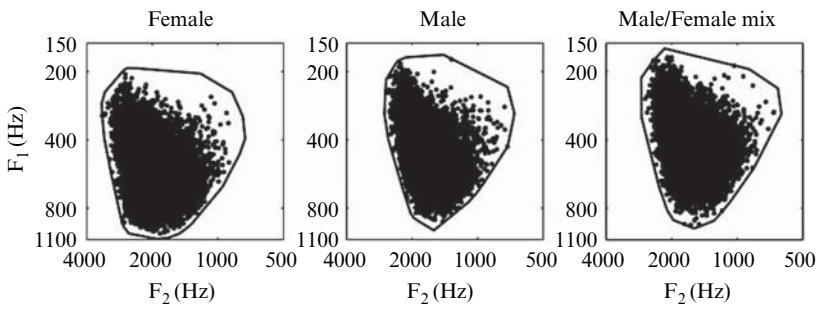 Female Male Male/Female mix
150 150 150
200 200 200
F1 (Hz) 400 400 400
800 800 800
1100 1100 1100
4000 2000 1000 500 4000 2000 1000 500 4000 2000 1000 500
F2 (Hz) F2 (Hz) F2 (Hz)